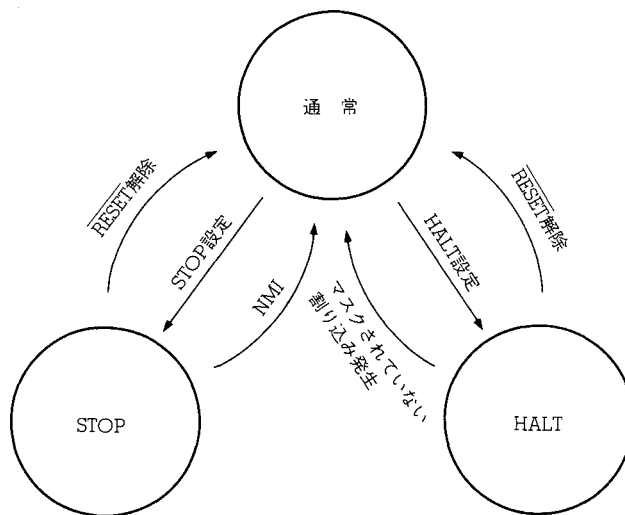 通 常
RESET解除
STOP設定
NMI
マスクされていない
割り込み発生
HALT設定
RESET解除
STOP
HALT